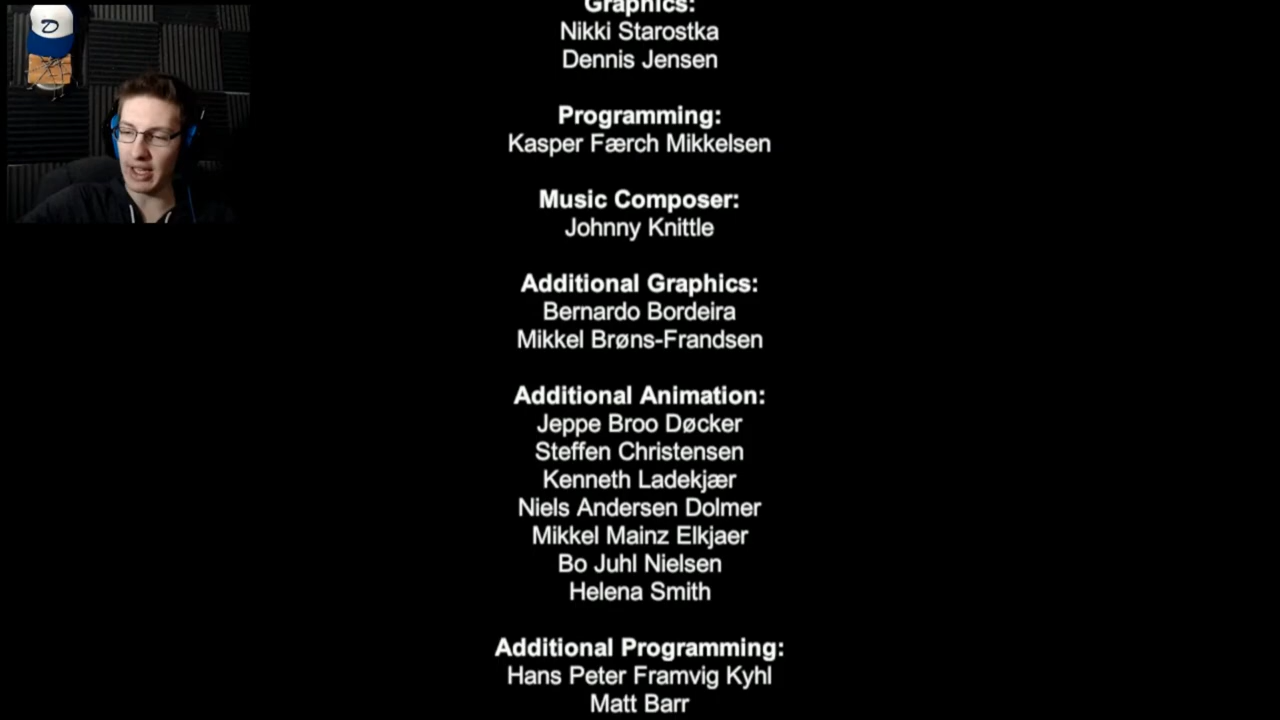 Graphics:
Nikki Starostka
Dennis Jensen
Programming:
Kasper Færch Mikkelsen
Music Composer:
Johnny Knittle
Additional Graphics:
Bernardo Bordeira
Mikkel Brøns-Frandsen
Additional Animation:
Jeppe Broo Døcker
Steffen Christensen
Kenneth Ladekjær
Niels Andersen Dolmer
Mikkel Mainz Elkjaer
Bo Juhl Nielsen
Helena Smith
Additional Programming:
Hans Peter Framvig Kyhl
Matt Barr
D